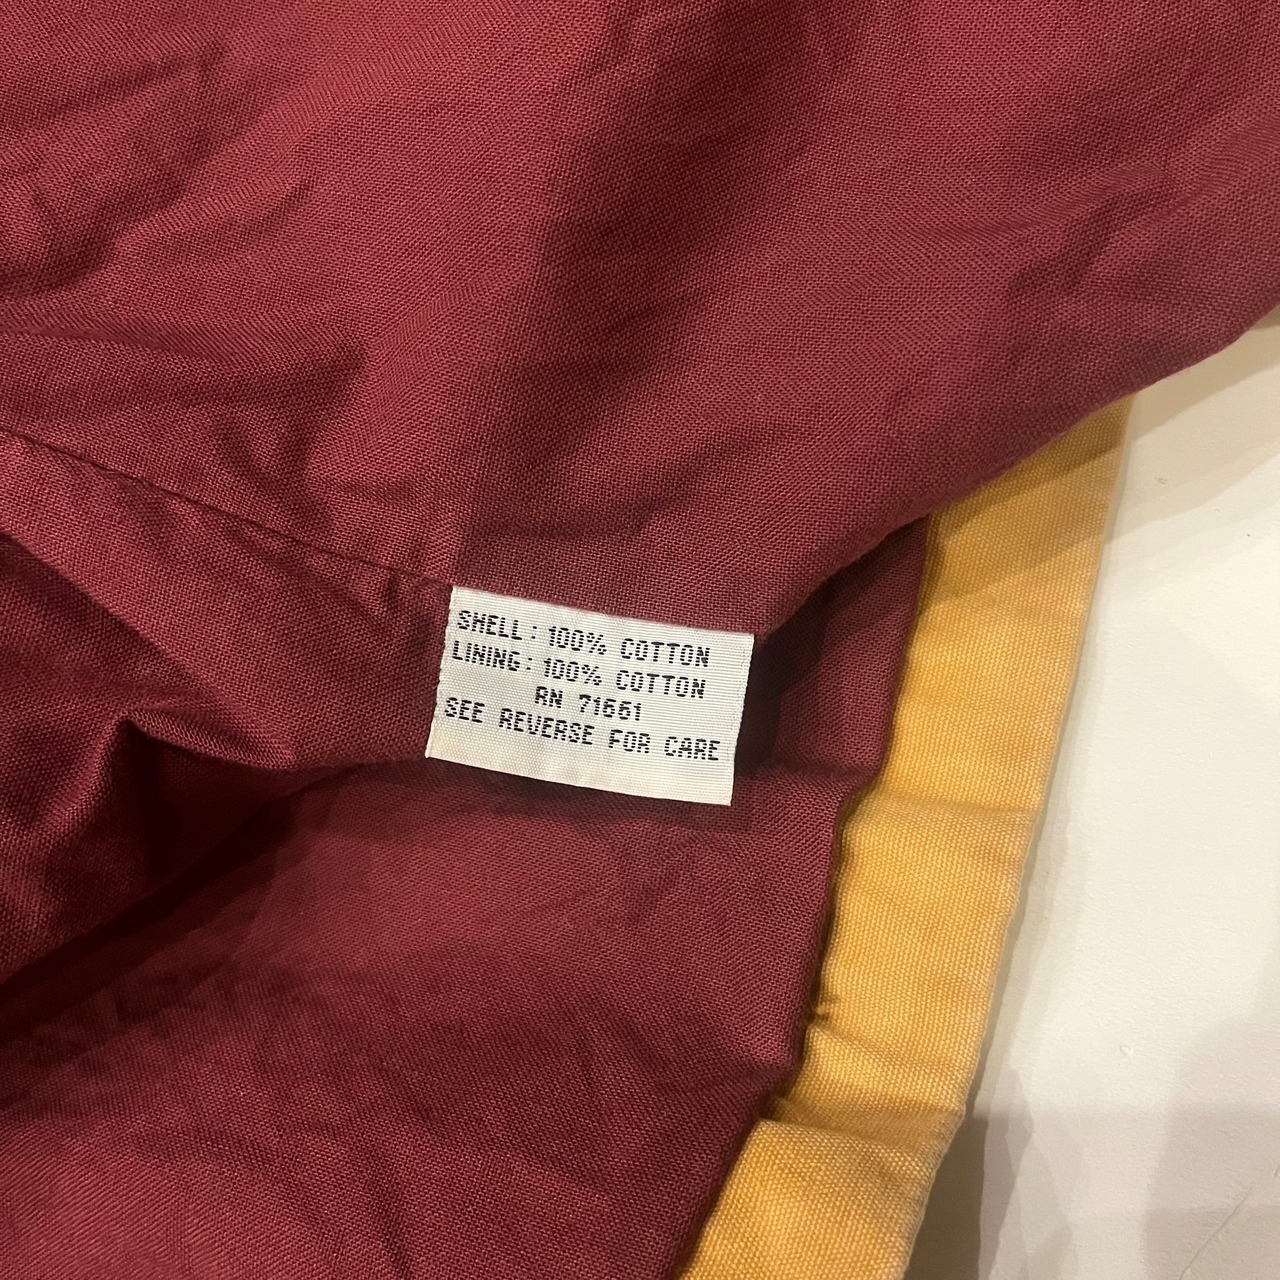 SHELL: 100% COTTON
LINING: 100% COTTON
RN 71661
SEE REVERSE FOR CARE